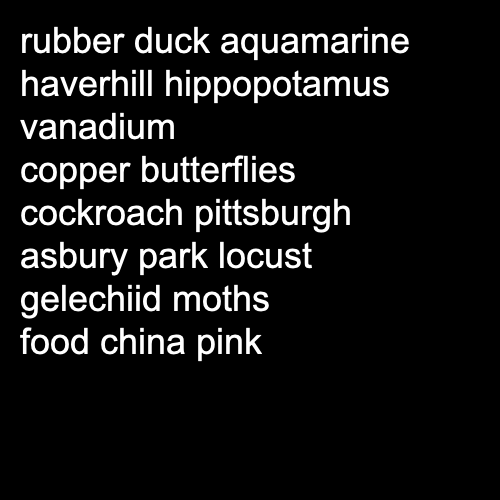 rubber duck aquamarine
haverhill hippopotamus
vanadium
copper butterflies
cockroach pittsburgh
asbury park locust
gelechiid moths
food china pink